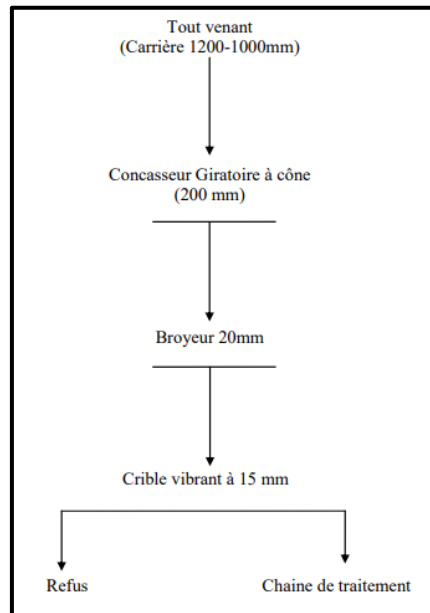 Tout venant
(Carrière 1200-1000mm)
Concasseur Giratoire à cône
(200 mm)
Broyeur 20mm
Crible vibrant à 15 mm
Refus
Chaine de traitement